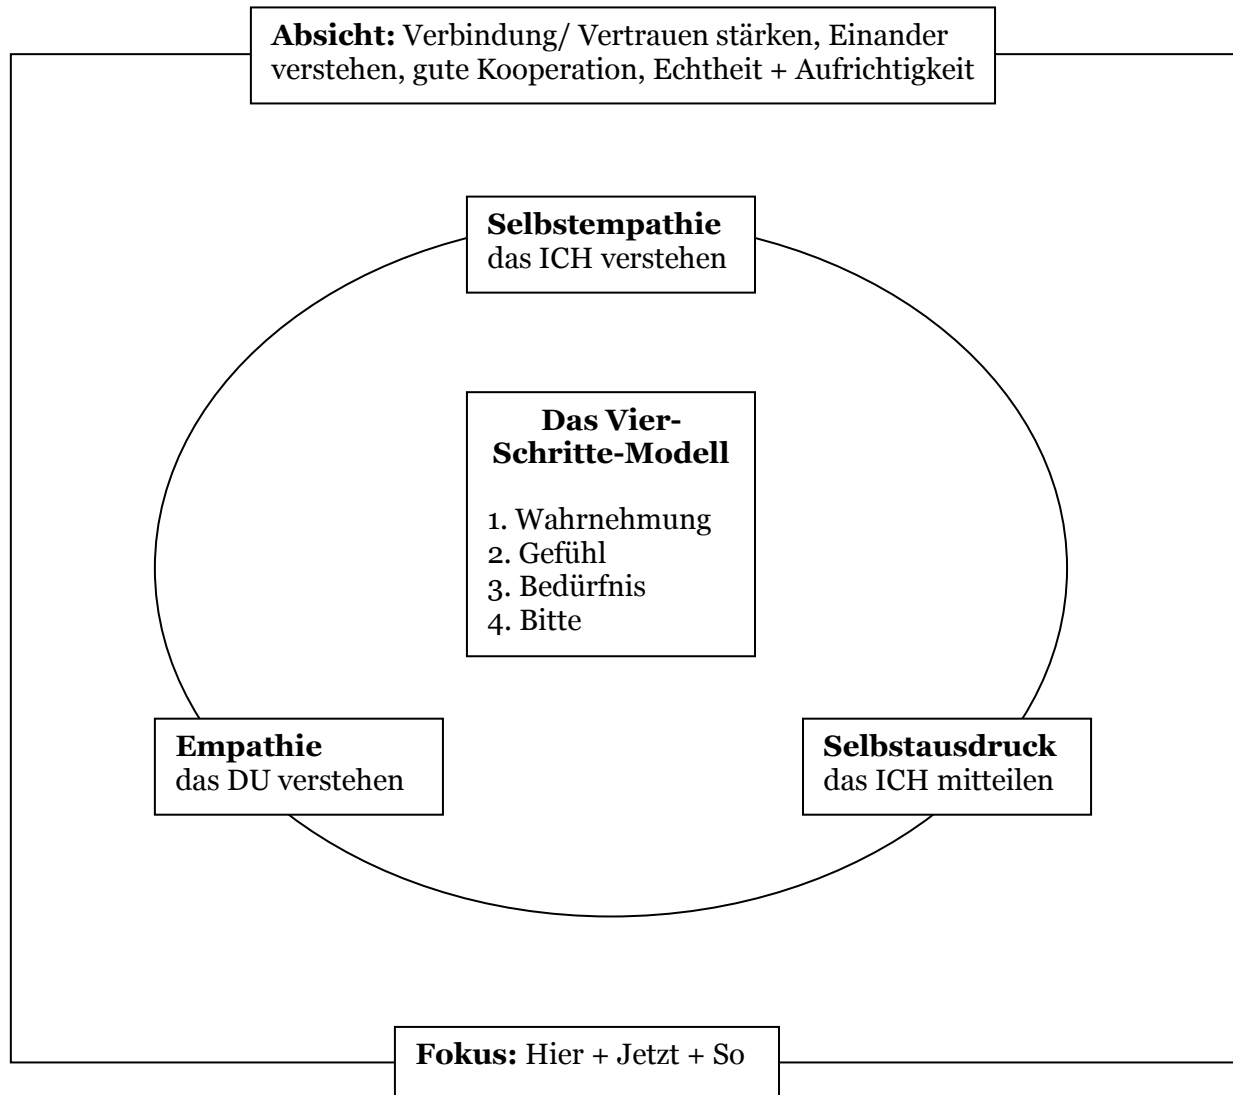 Absicht: Verbindung/ Vertrauen stärken, Einander
verstehen, gute Kooperation, Echtheit + Aufrichtigkeit
Selbstempathie
das ICH verstehen
Das Vier-
Schritte-Modell
1. Wahrnehmung
2. Gefühl
3. Bedürfnis
4. Bitte
Empathie
das DU verstehen
Selbstausdruck
das ICH mitteilen
Fokus: Hier + Jetzt + So